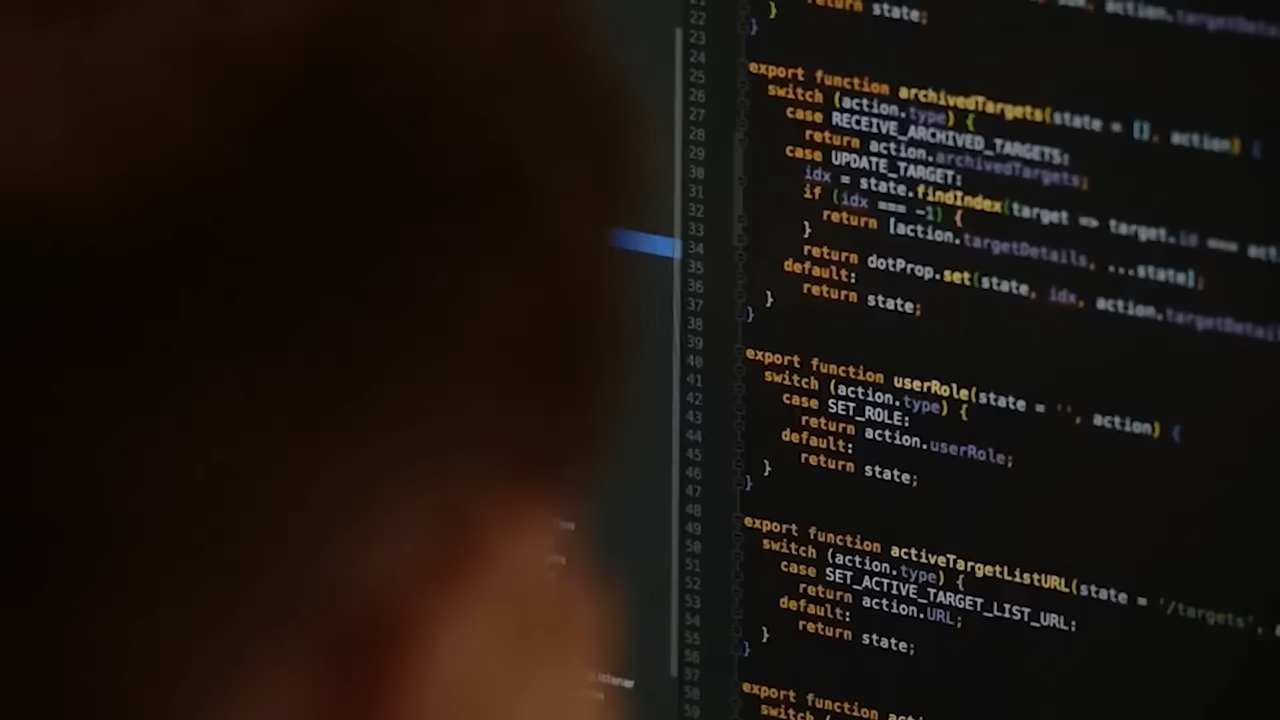 21
22 return state;
23 }
24 }
25
26 export function archivedTargets(state = [], action) {
27 switch (action.type) {
28 case RECEIVE_ARCHIVED_TARGETS:
29 return action.archivedTargets;
30 case UPDATE_TARGET:
31 idx = state.findIndex(target => target.id ===
32 if (idx === -1) {
33 return [action.targetDetails, ...state];
34 }
35 return dotProp.set(state, idx, action.
36 default:
37 return state;
38 }
39 }
40 export function userRole(state = '', action) {
41 switch (action.type) {
42 case SET_ROLE:
43 return action.userRole;
44 default:
45 return state;
46 }
47 }
48
49 export function activeTargetListURL(state = '/targets',
50 switch (action.type) {
51 case SET_ACTIVE_TARGET_LIST_URL:
52 return action.URL;
53 default:
54 return state;
55 }
56 }
57
58 export function
59 switch